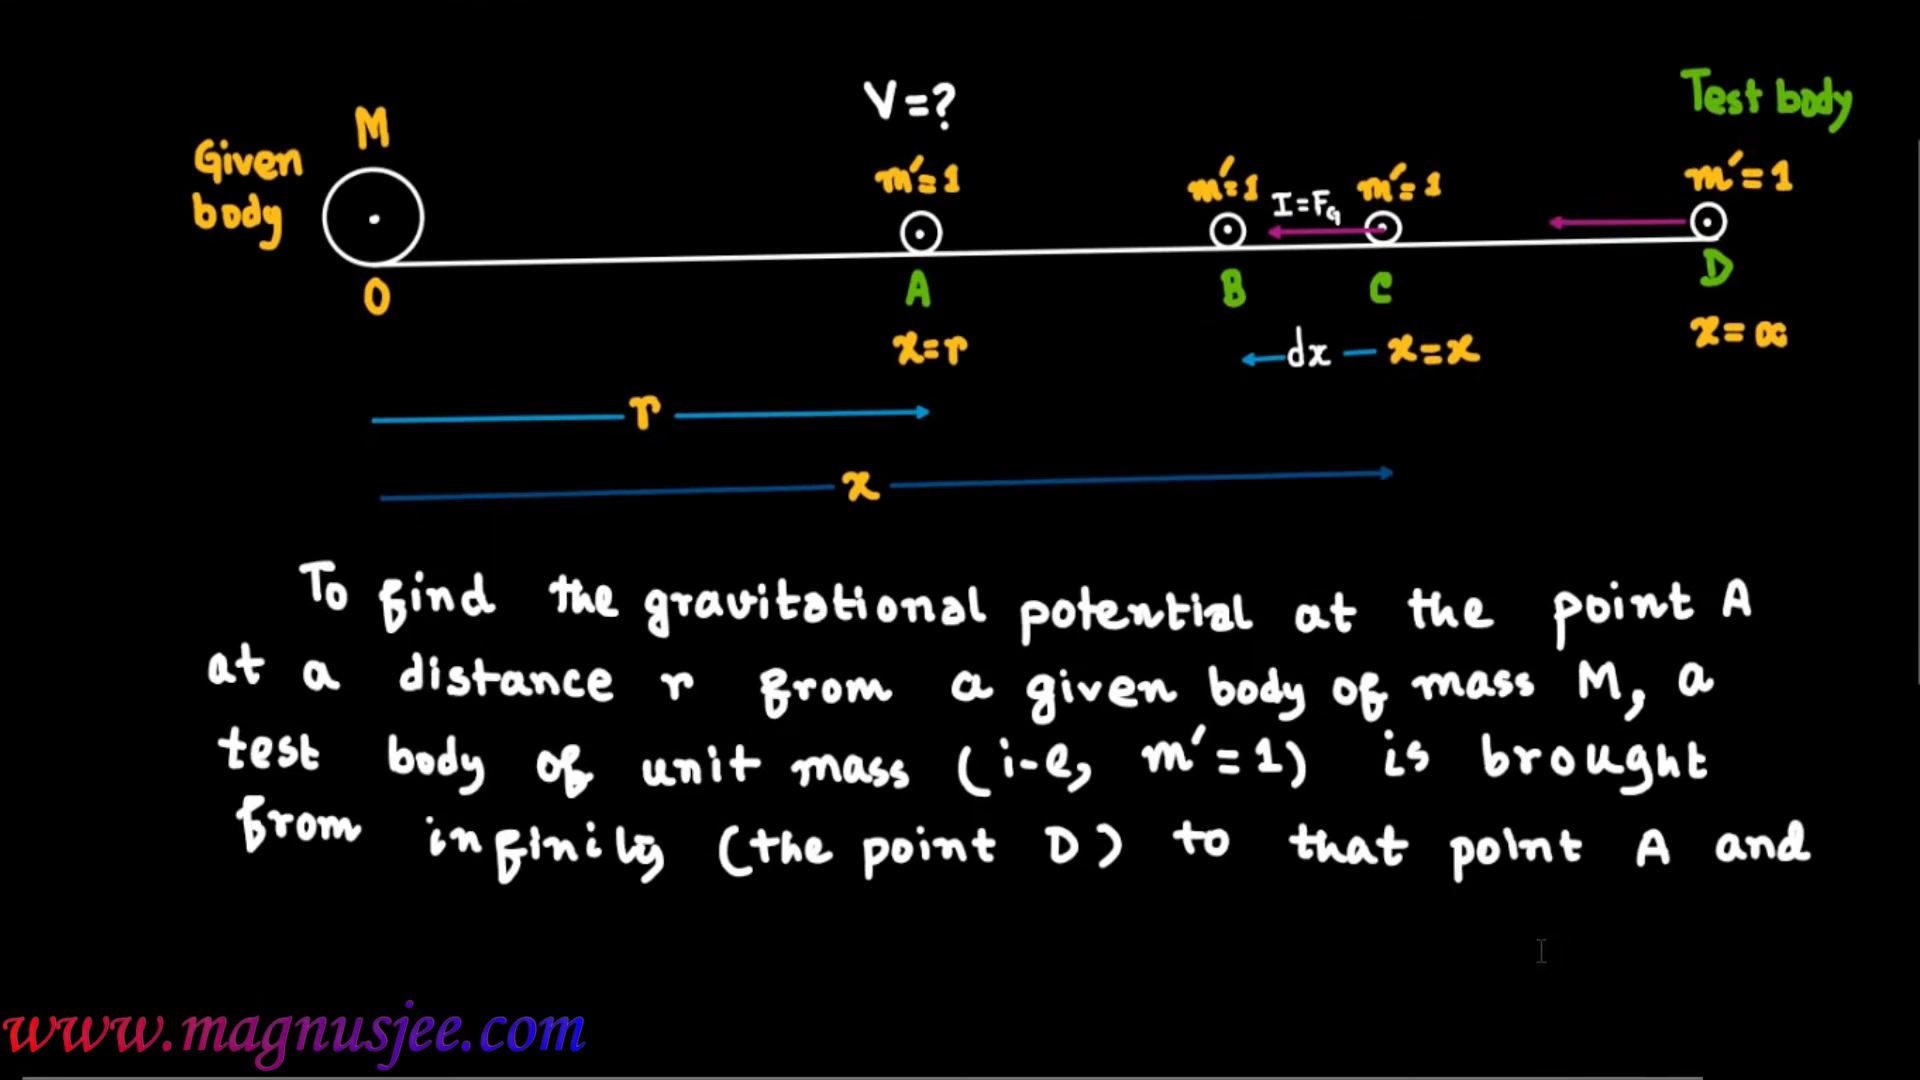 V=?
Test body
M
Given
body
m'=1
m'=1
I=F_G
m'=1
m'=1
O
A
B
C
D
x=r
dx
x=x
x=∞
r
x
To find the gravitational potential at the point A
at a distance r from a given body of mass M, a
test body of unit mass (i-e, m'=1) is brought
from infinity (the point D) to that point A and
www.magnusjee.com